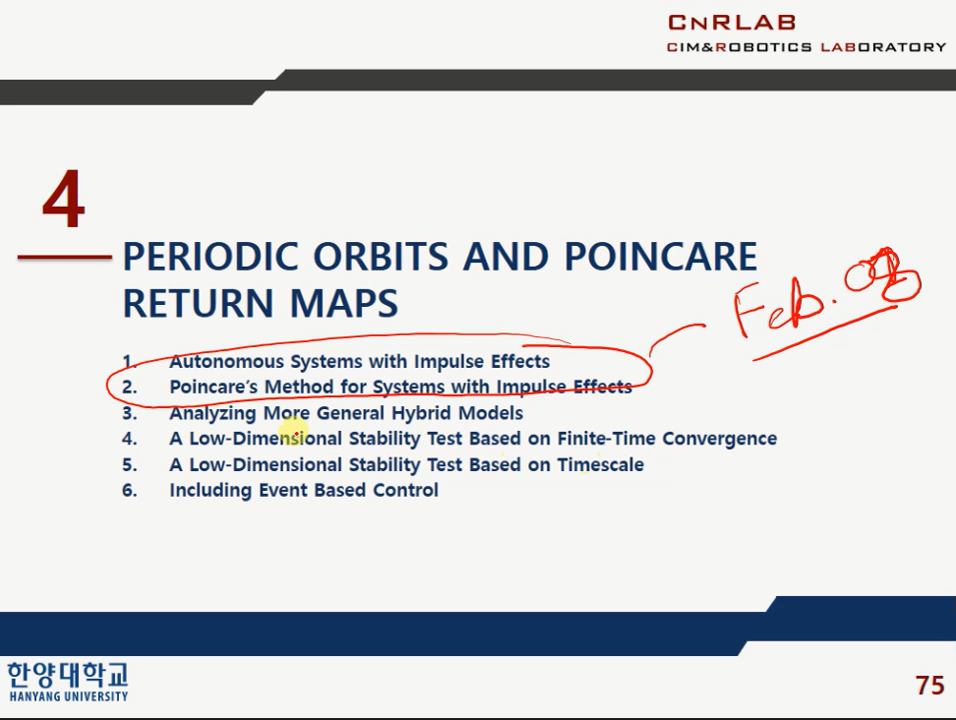 CNRLAB
CIM&ROBOTICS LABORATORY
4
PERIODIC ORBITS AND POINCARE
RETURN MAPS
1. Autonomous Systems with Impulse Effects
2. Poincare's Method for Systems with Impulse Effects
3. Analyzing More General Hybrid Models
4. A Low-Dimensional Stability Test Based on Finite-Time Convergence
5. A Low-Dimensional Stability Test Based on Timescale
6. Including Event Based Control
Feb.
한양대학교
HANYANG UNIVERSITY
75